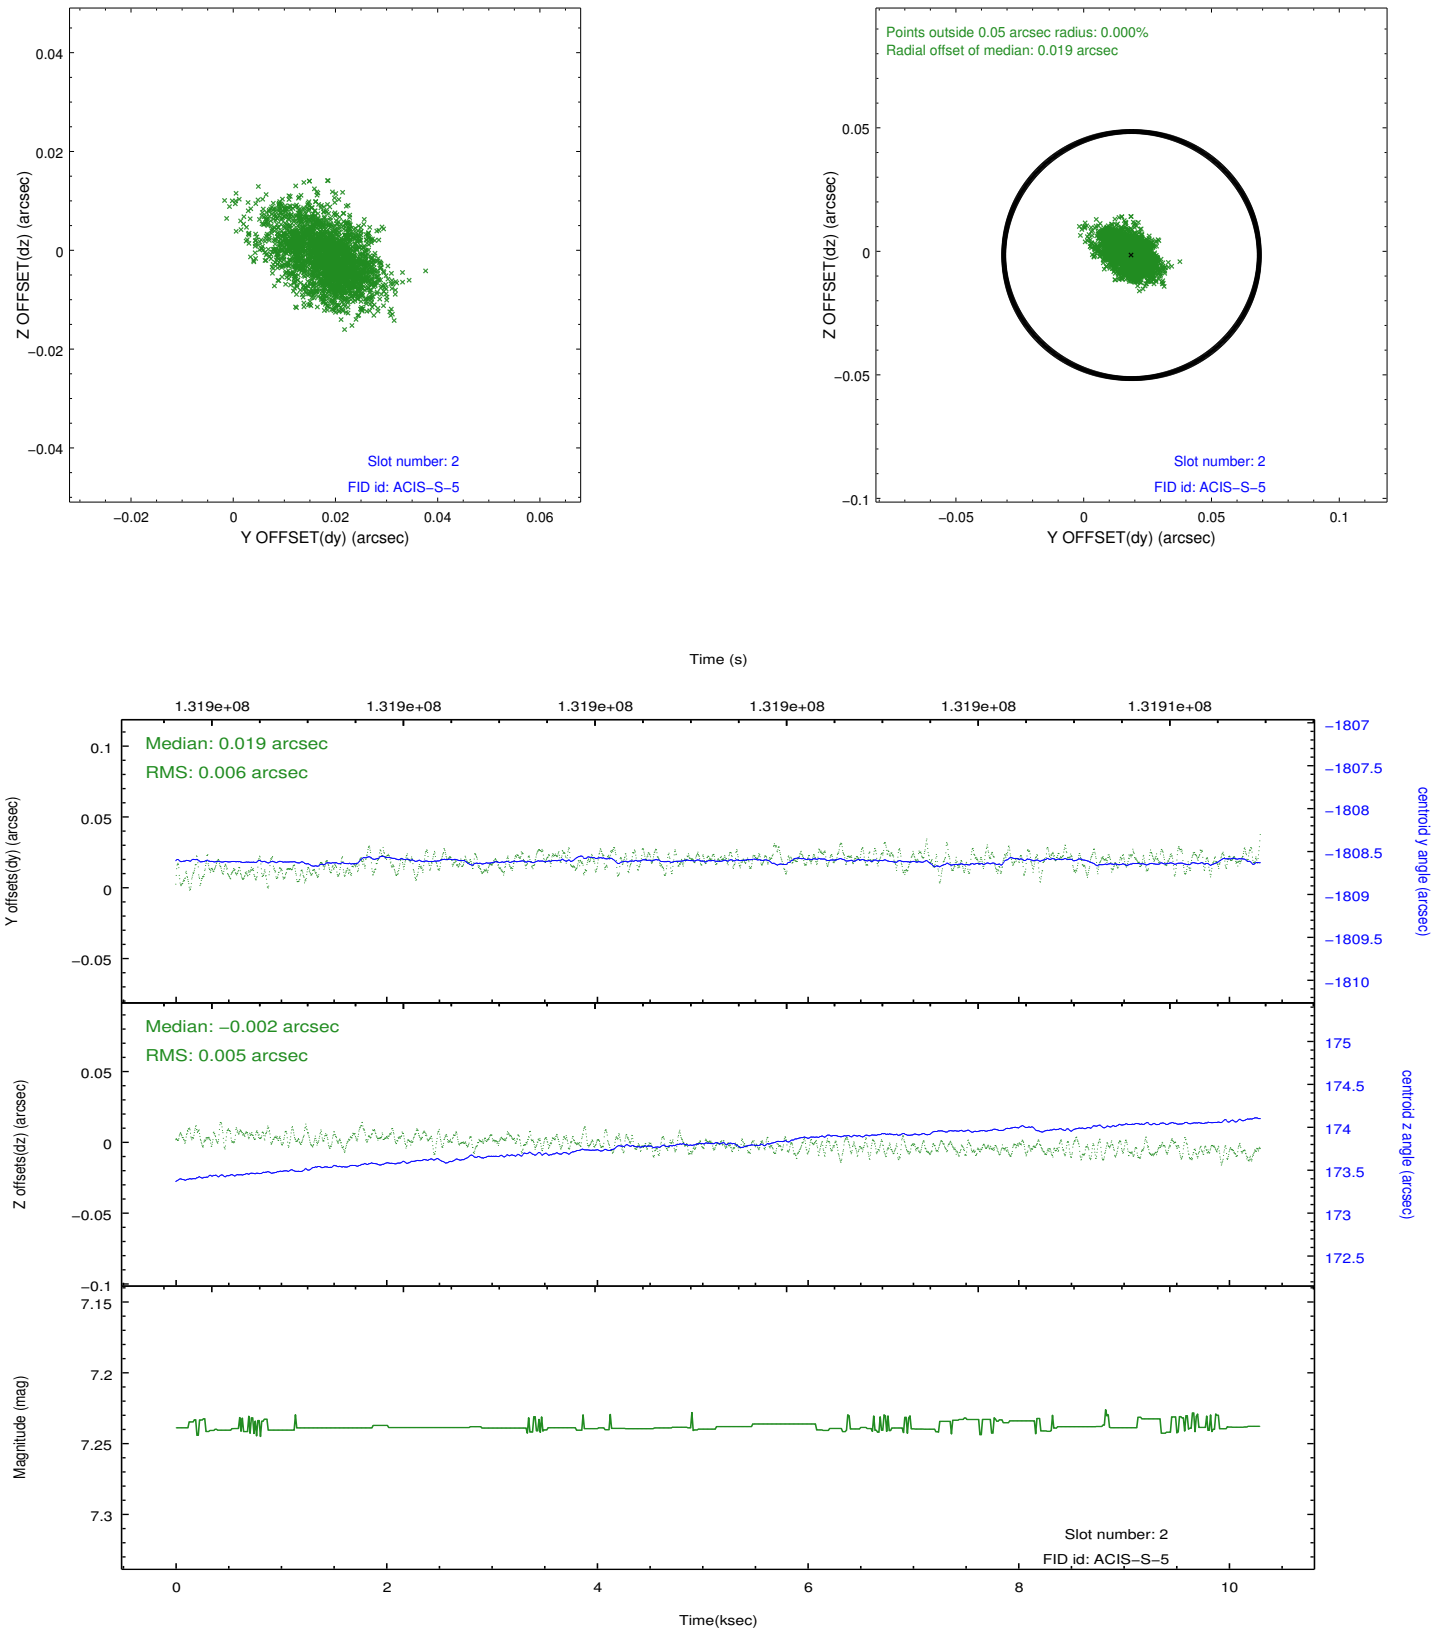 0.04
0.02
0
−0.02
−0.04
Z OFFSET(dz) (arcsec)
Slot number: 2
FID id: ACIS−S−5
−0.02
0
0.02
0.04
0.06
Y OFFSET(dy) (arcsec)
Points outside 0.05 arcsec radius: 0.000%
Radial offset of median: 0.019 arcsec
0.05
0
−0.05
−0.1
Z OFFSET(dz) (arcsec)
Slot number: 2
FID id: ACIS−S−5
−0.05
0
0.05
0.1
Y OFFSET(dy) (arcsec)
Time (s)
1.319e+08
1.319e+08
1.319e+08
1.319e+08
1.319e+08
1.3191e+08
Median: 0.019 arcsec
RMS: 0.006 arcsec
0.1
0.05
0
−0.05
Y offsets(dy) (arcsec)
−1807
−1807.5
−1808
−1808.5
−1809
−1809.5
−1810
centroid y angle (arcsec)
Median: −0.002 arcsec
RMS: 0.005 arcsec
0.05
0
−0.05
−0.1
Z offsets(dz) (arcsec)
175
174.5
174
173.5
173
172.5
centroid z angle (arcsec)
7.15
7.2
7.25
7.3
Magnitude (mag)
Slot number: 2
FID id: ACIS−S−5
0
2
4
6
8
10
Time(ksec)